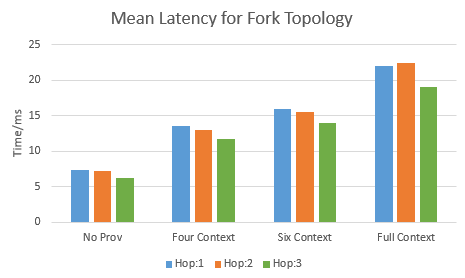 Mean Latency for Fork Topology
25
20
15
10
5
0
Time/ms
No Prov Four Context Six Context Full Context
Hop:1 Hop:2 Hop:3